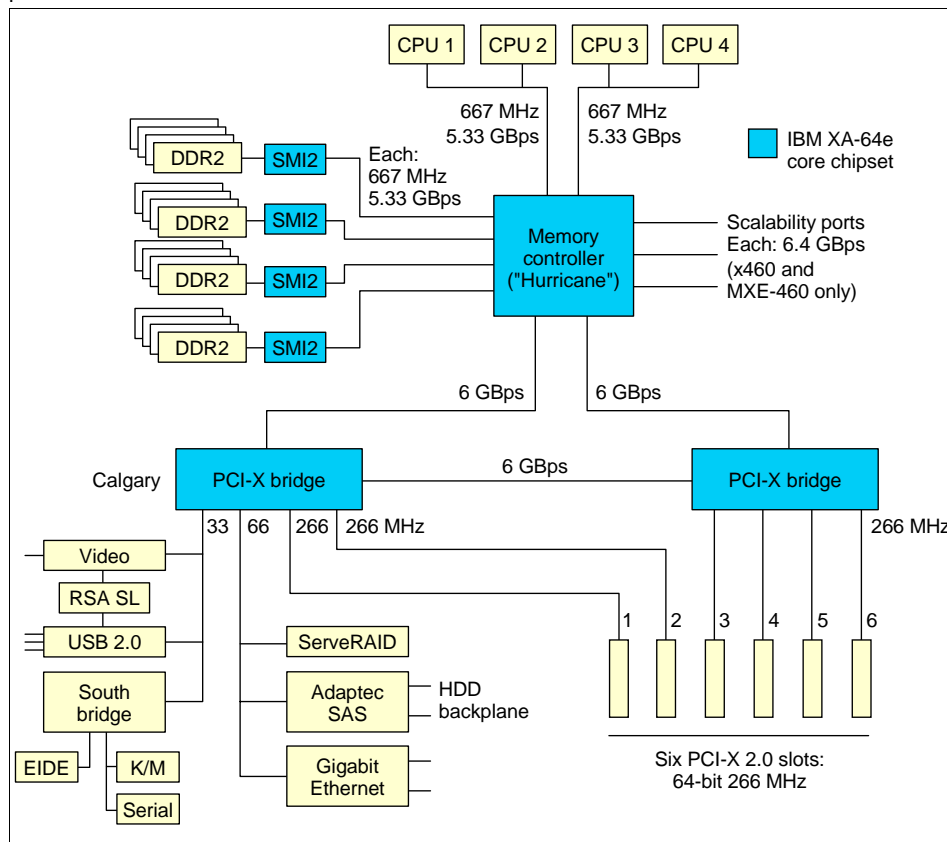 CPU 1
CPU 2
CPU 3
CPU 4
667 MHz
5.33 GBps
667 MHz
5.33 GBps
IBM XA-64e
core chipset
DDR2
SMI2
Each:
667 MHz
5.33 GBps
DDR2
SMI2
DDR2
SMI2
DDR2
SMI2
Memory
controller
("Hurricane")
Scalability ports
Each: 6.4 GBps
(x460 and
MXE-460 only)
6 GBps
6 GBps
Calgary
PCI-X bridge
6 GBps
PCI-X bridge
33
66
266
266 MHz
266 MHz
Video
RSA SL
USB 2.0
South
bridge
EIDE
K/M
Serial
ServeRAID
Adaptec
SAS
HDD
backplane
Gigabit
Ethernet
1
2
3
4
5
6
Six PCI-X 2.0 slots:
64-bit 266 MHz